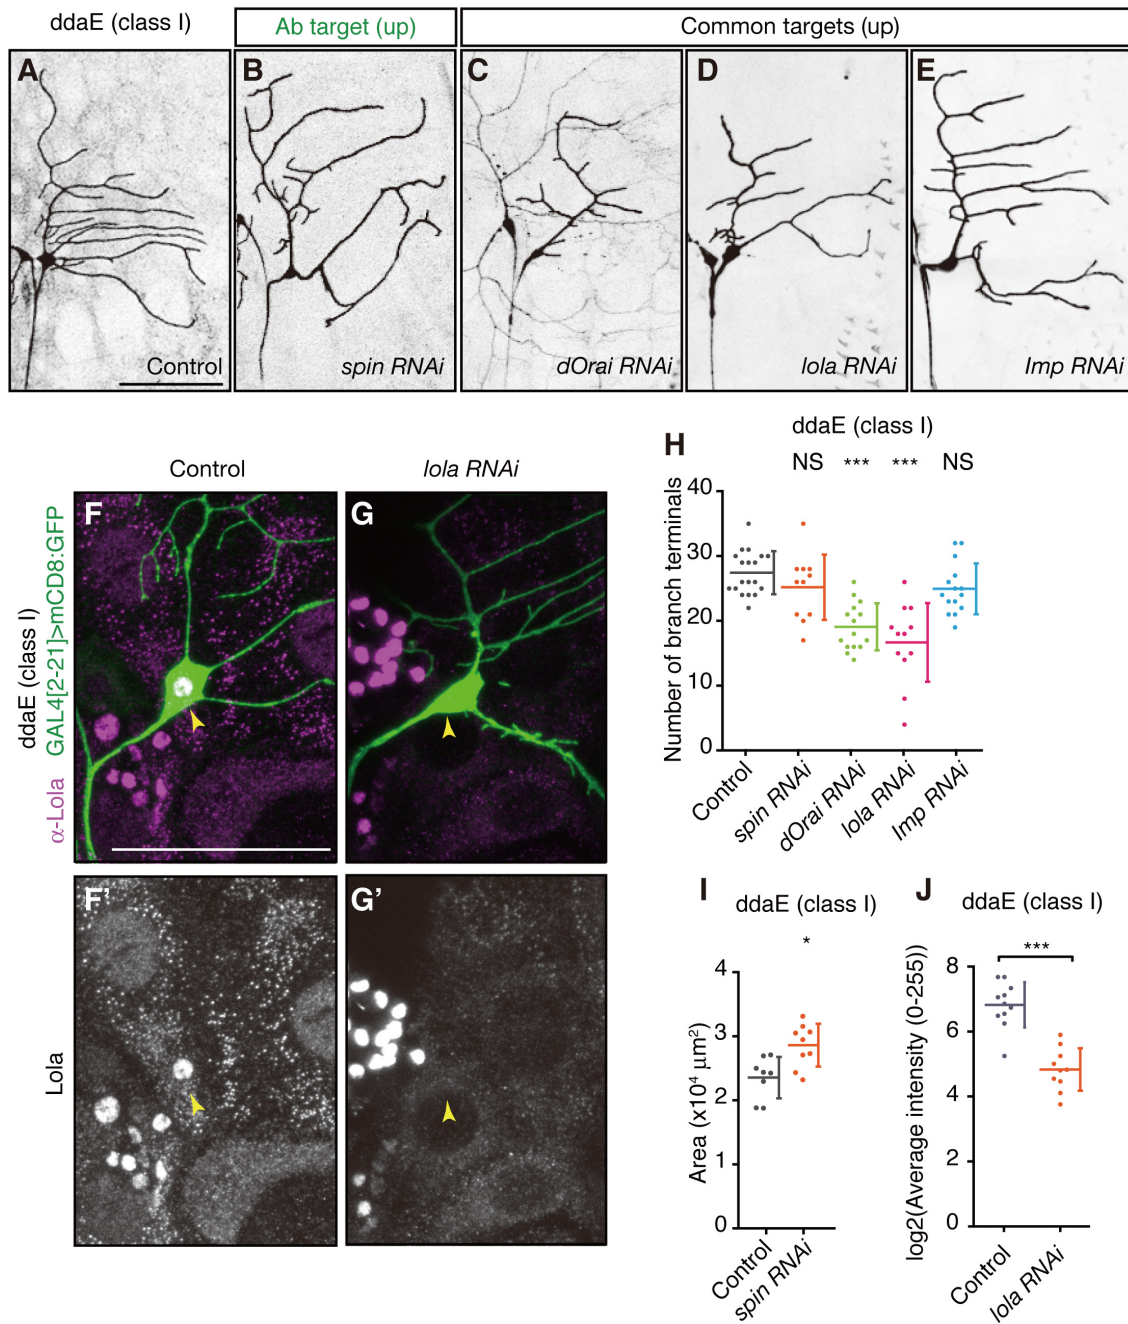 ddaE (class I)
Ab target (up)
Common targets (up)
A
B
C
D
E
Control
spin RNAi
dOrai RNAi
lola RNAi
Imp RNAi
Control
lola RNAi
F
G
ddaE (class I)
α-Lola GAL4[2-21]>mCD8:GFP
F'
G'
Lola
H
ddaE (class I)
NS *** *** NS
Number of branch terminals
40
30
20
10
0
Control
spin RNAi
dOrai RNAi
lola RNAi
Imp RNAi
I
ddaE (class I)
*
Area (x10⁴ μm²)
4
3
2
1
0
Control
spin RNAi
J
ddaE (class I)
***
log2(Average intensity (0-255))
8
6
4
2
0
Control
lola RNAi